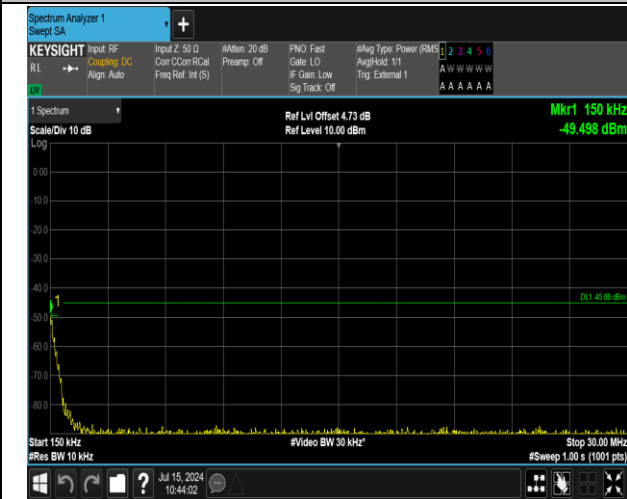 Spectrum Analyzer 1
Swept SA
+
KEYSIGHT Input: RF Input Z: 50 Ω #Atten: 20 dB PNO: Fast #Avg Type: Power (RMS 1 2 3 4 5 6
RL Coupling: DC Corr CCorr RCal Preamp: Off Gate: LO Avg|Hold: 1/1 A W W W W W
Align: Auto Freq Ref: Int (S) IF Gain: Low Trig: External 1
LXI Sig Track: Off A A A A A A
1 Spectrum Ref Lvl Offset 4.73 dB Mkr1 150 kHz
Scale/Div 10 dB Ref Level 10.00 dBm -49.498 dBm
Log
0.00
-10.0
-20.0
-30.0
-40.0
1 DL1 -45.00 dBm
-50.0
-60.0
-70.0
-80.0
Start 150 kHz #Video BW 30 kHz* Stop 30.00 MHz
#Res BW 10 kHz #Sweep 1.00 s (1001 pts)
? Jul 15, 2024
10:44:02